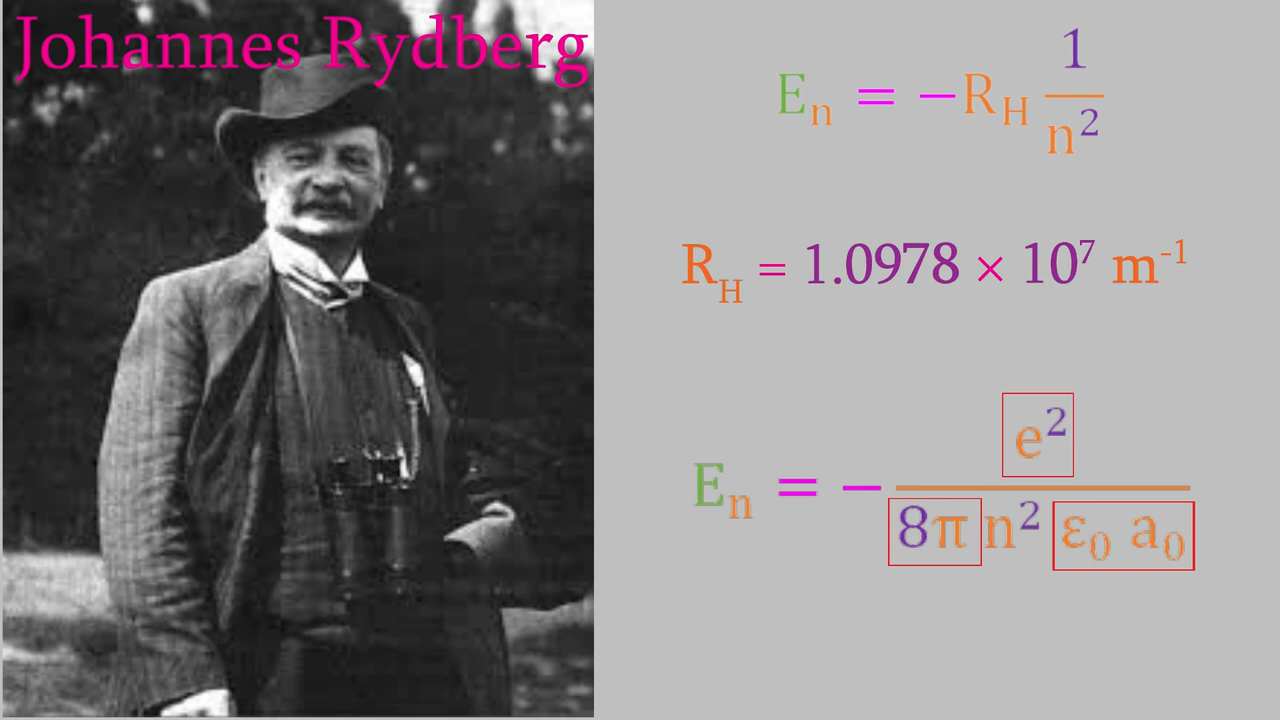 Johannes Rydberg
Eₙ = −R_H 1/n²
R_H = 1.0978 × 10⁷ m⁻¹
Eₙ = − e²/8π n² ε₀ a₀